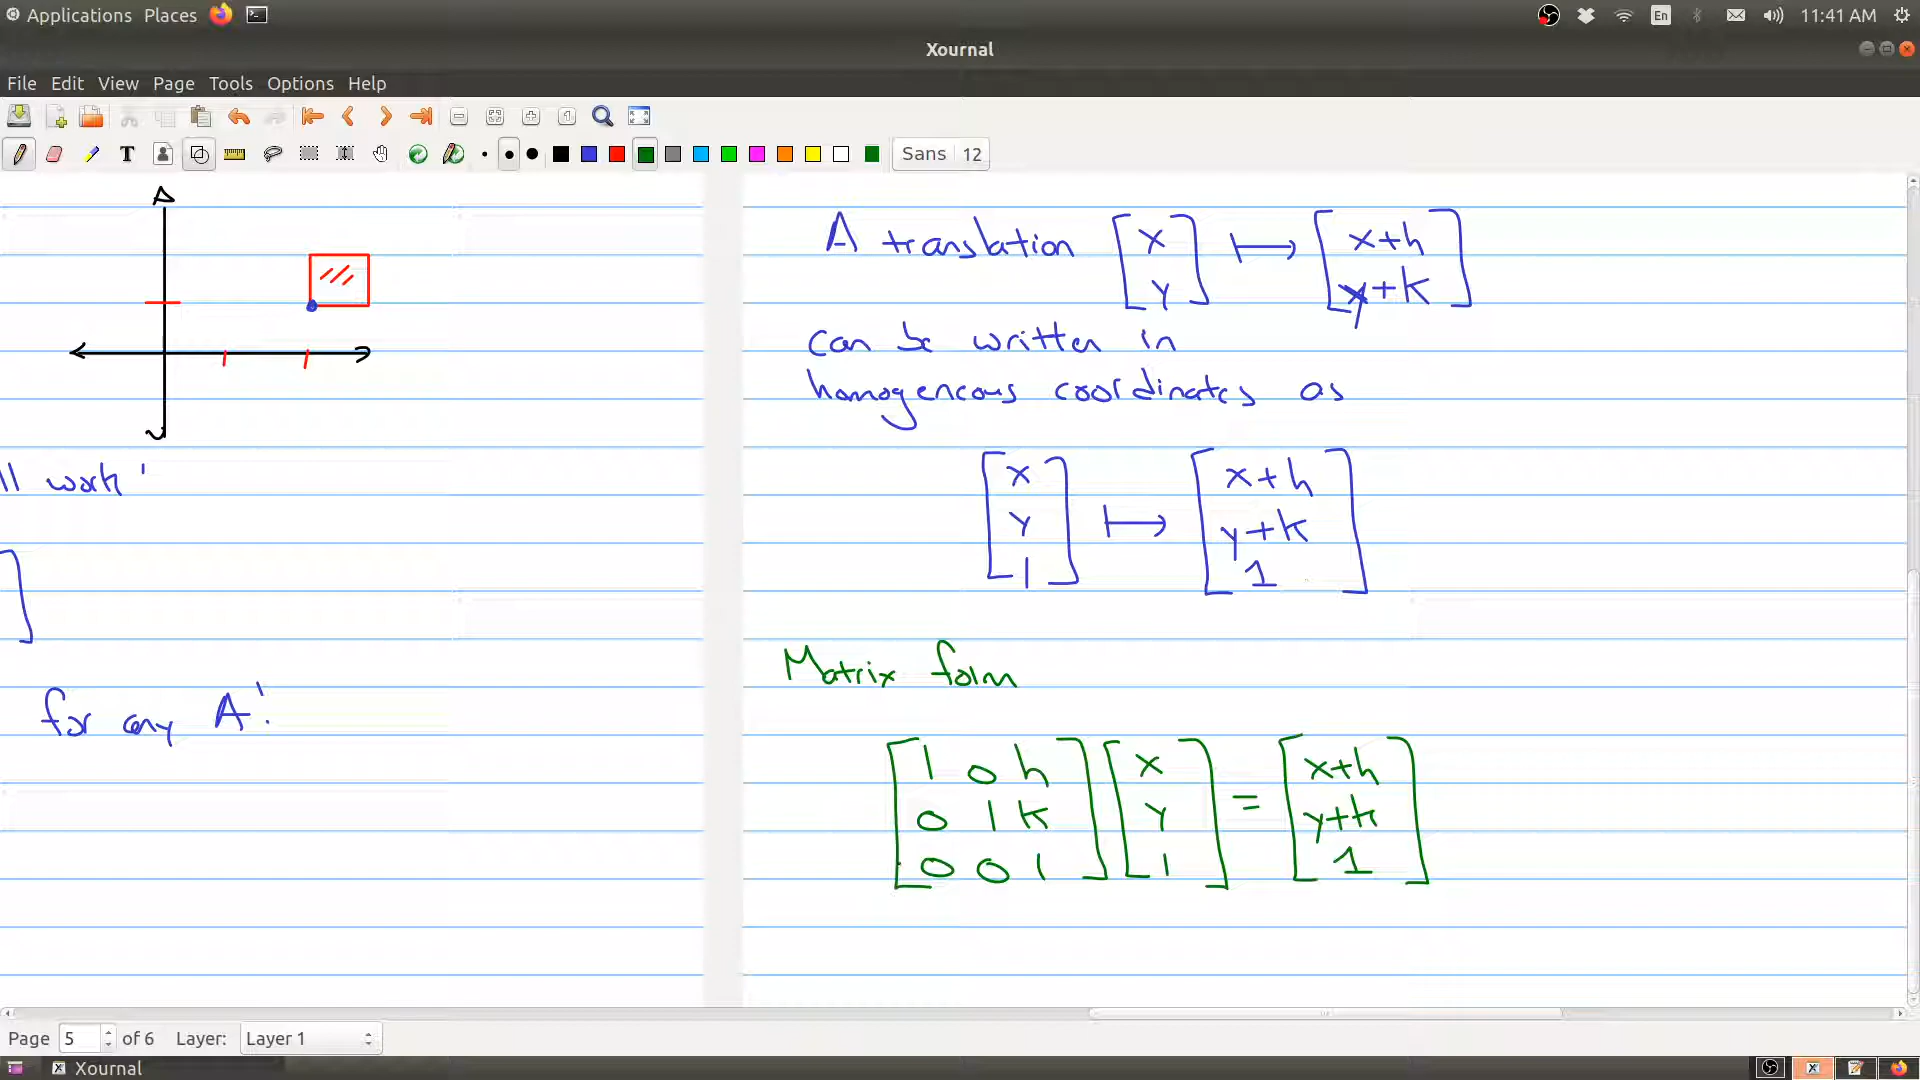 Applications Places En 11:41 AM
Xournal
File Edit View Page Tools Options Help
T Sans 12
ll work
]
for any A!
A translation [x y] ↦ [x+h y+k]
can be written in
homogeneous coordinates as
[x y 1] ↦ [x+h y+k 1]
Matrix form
[1 0 h
0 1 k
0 0 1] [x y 1] = [x+h y+k 1]
Page 5 of 6 Layer: Layer 1
Xournal